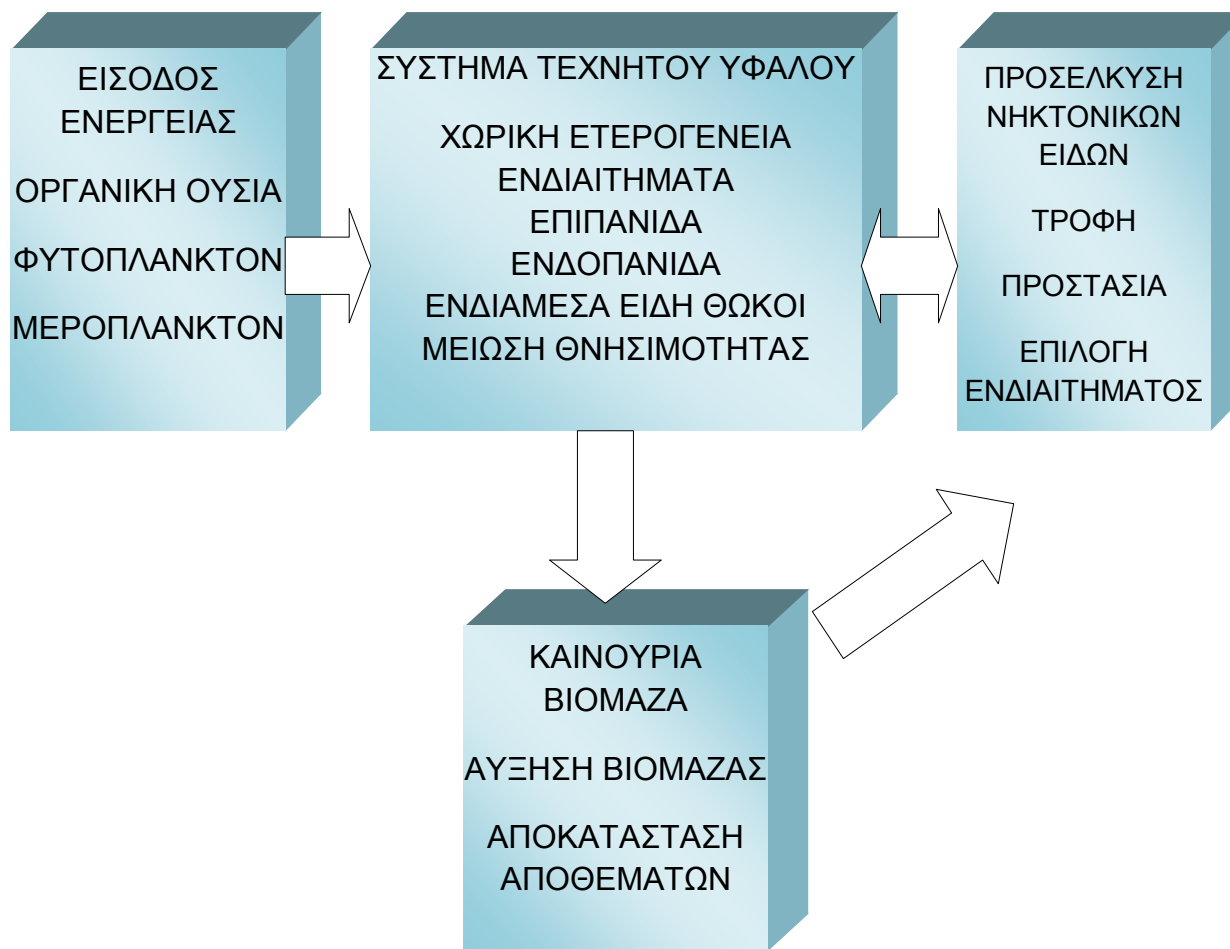 ΕΙΣΟΔΟΣ
ΕΝΕΡΓΕΙΑΣ
ΟΡΓΑΝΙΚΗ ΟΥΣΙΑ
ΦΥΤΟΠΛΑΝΚΤΟΝ
ΜΕΡΟΠΛΑΝΚΤΟΝ
ΣΥΣΤΗΜΑ ΤΕΧΝΗΤΟΥ ΥΦΑΛΟΥ
ΧΩΡΙΚΗ ΕΤΕΡΟΓΕΝΕΙΑ
ΕΝΔΙΑΙΤΗΜΑΤΑ
ΕΠΙΠΑΝΙΔΑ
ΕΝΔΟΠΑΝΙΔΑ
ΕΝΔΙΑΜΕΣΑ ΕΙΔΗ ΘΩΚΟΙ
ΜΕΙΩΣΗ ΘΝΗΣΙΜΟΤΗΤΑΣ
ΠΡΟΣΕΛΚΥΣΗ
ΝΗΚΤΟΝΙΚΩΝ
ΕΙΔΩΝ
ΤΡΟΦΗ
ΠΡΟΣΤΑΣΙΑ
ΕΠΙΛΟΓΗ
ΕΝΔΙΑΙΤΗΜΑΤΟΣ
ΚΑΙΝΟΥΡΙΑ
ΒΙΟΜΑΖΑ
ΑΥΞΗΣΗ ΒΙΟΜΑΖΑΣ
ΑΠΟΚΑΤΑΣΤΑΣΗ
ΑΠΟΘΕΜΑΤΩΝ